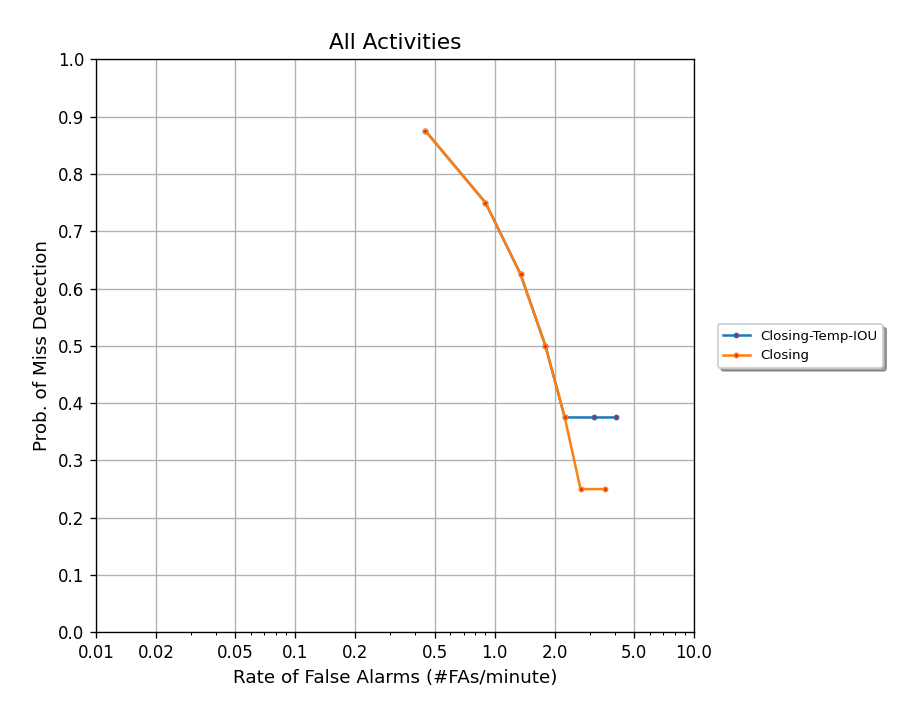 All Activities
Prob. of Miss Detection
1.0
0.9
0.8
0.7
0.6
0.5
0.4
0.3
0.2
0.1
0.0
0.01 0.02 0.05 0.1 0.2 0.5 1.0 2.0 5.0 10.0
Rate of False Alarms (#FAs/minute)
Closing-Temp-IOU
Closing